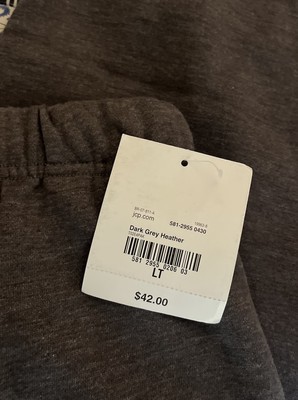 jcp.com
581-2955 0430
Dark Grey Heather
581 2955 0206 03
LT
$42.00